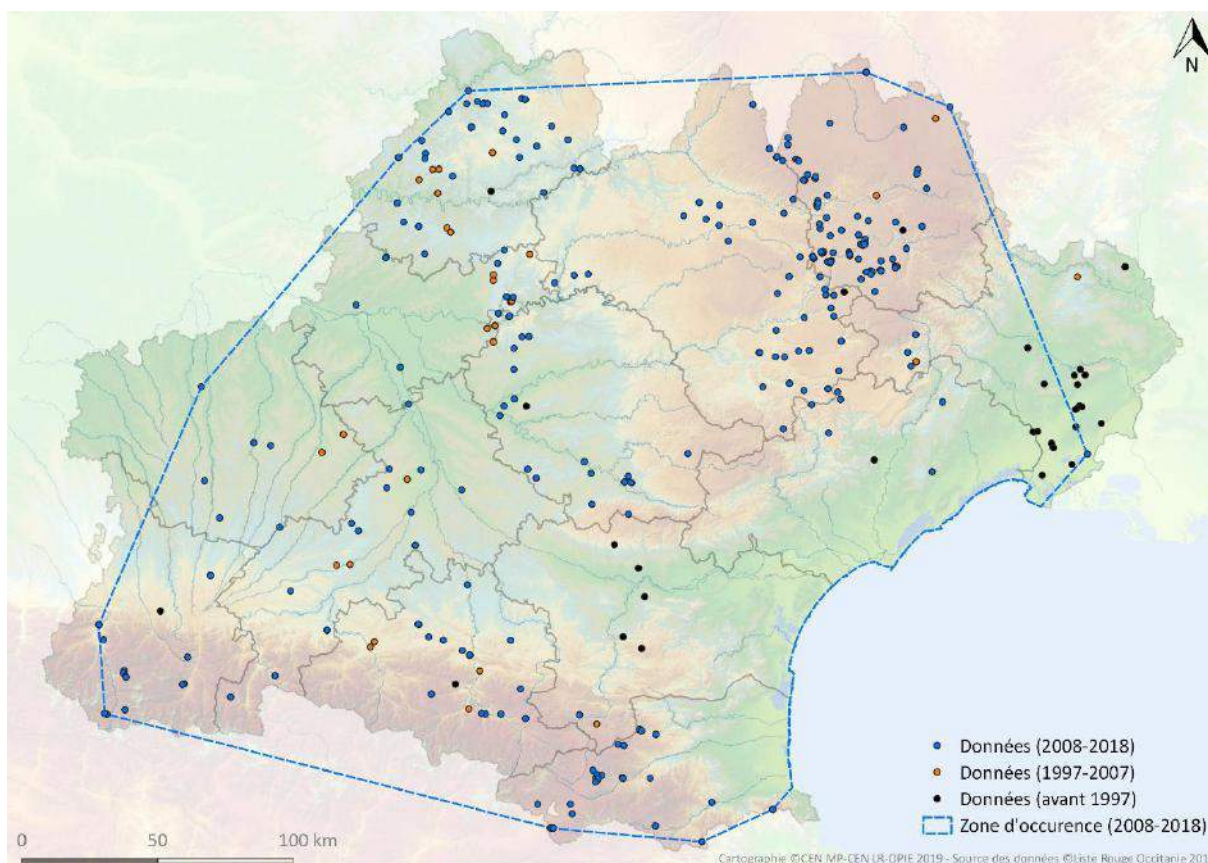 N
Données (2008-2018)
Données (1997-2007)
Données (avant 1997)
Zone d'occurence (2008-2018)
0 50 100 km
Cartographie ©CEN MP-CEN LR-OPIE 2019 - Source des données ©Liste Rouge Occitanie 201